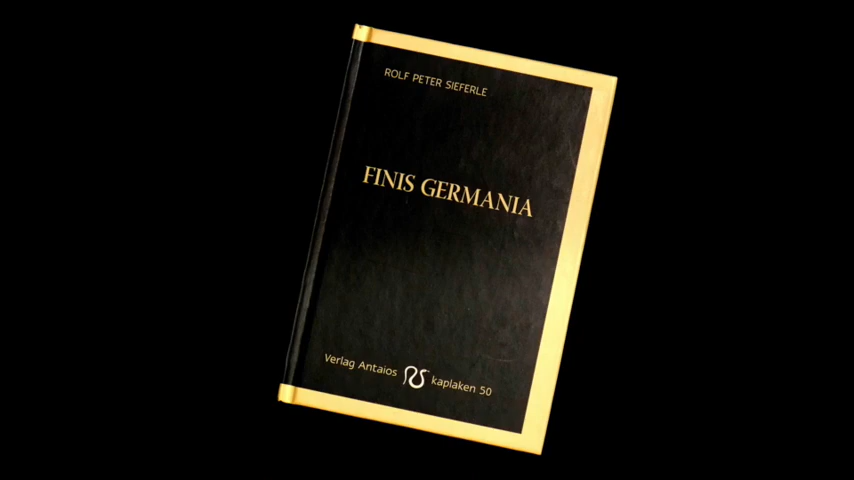 ROLF PETER SIEFERLE
FINIS GERMANIA
Verlag Antaios kaplaken 50